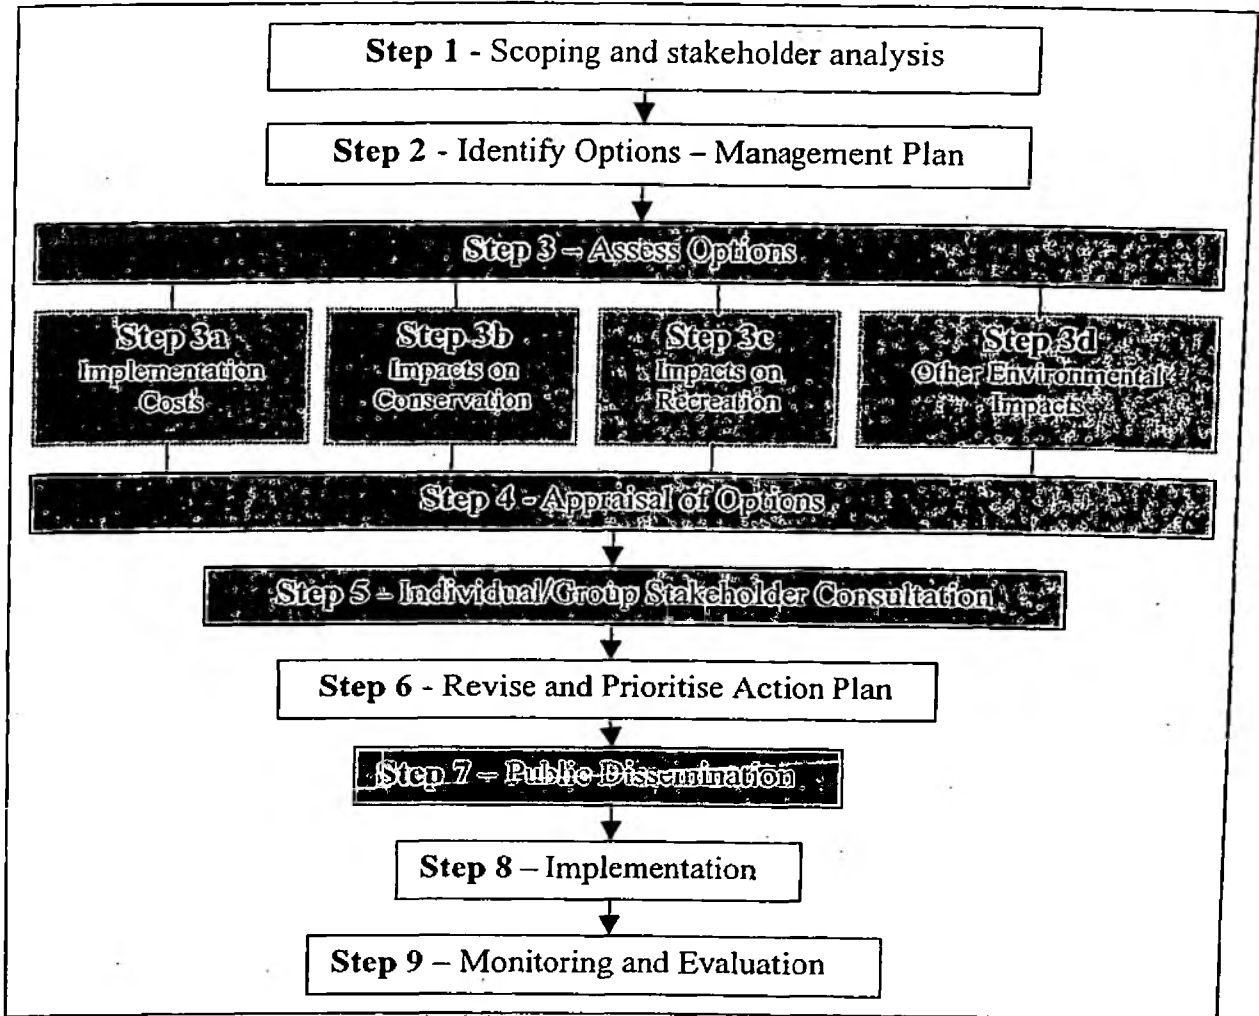 Step 1 - Scoping and stakeholder analysis
Step 2 - Identify Options – Management Plan
Step 3 – Assess Options
Step 3a
Implementation
Costs
Step 3b
Impacts on
Conservation
Step 3c
Impacts on
Recreation
Step 3d
Other Environmental
Impacts
Step 4 - Appraisal of Options
Step 5 – Individual/Group Stakeholder Consultation
Step 6 - Revise and Prioritise Action Plan
Step 7 – Public Dissemination
Step 8 – Implementation
Step 9 – Monitoring and Evaluation